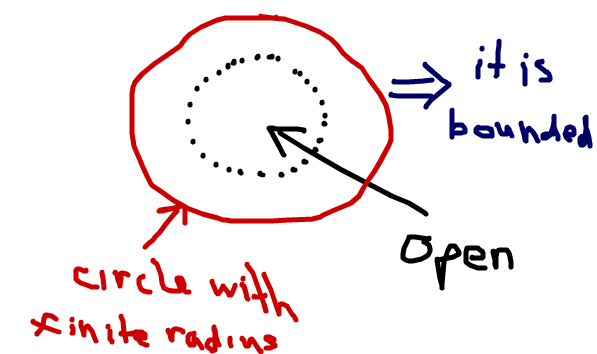 it is
bounded
open
circle with
finite radius